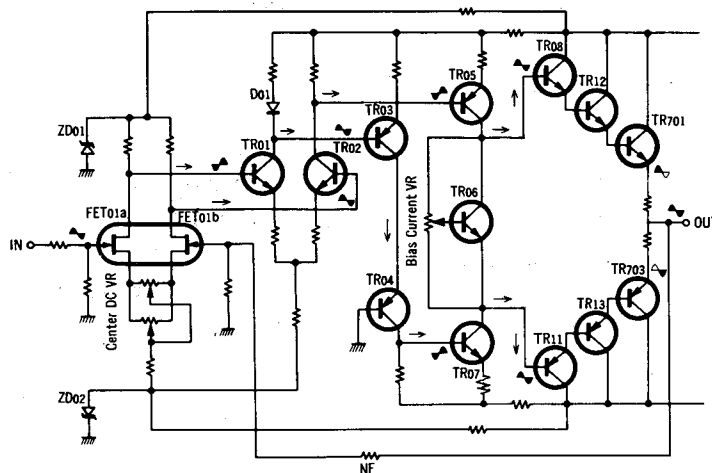 TR08
TR12
TR05
TR03
D01
ZD01
TR01
TR02
TR701
FET01a
FET01b
TR06
Bias Current VR
IN
OUT
TR703
Center DC VR
TR04
TR13
TR11
TR07
ZD02
NF